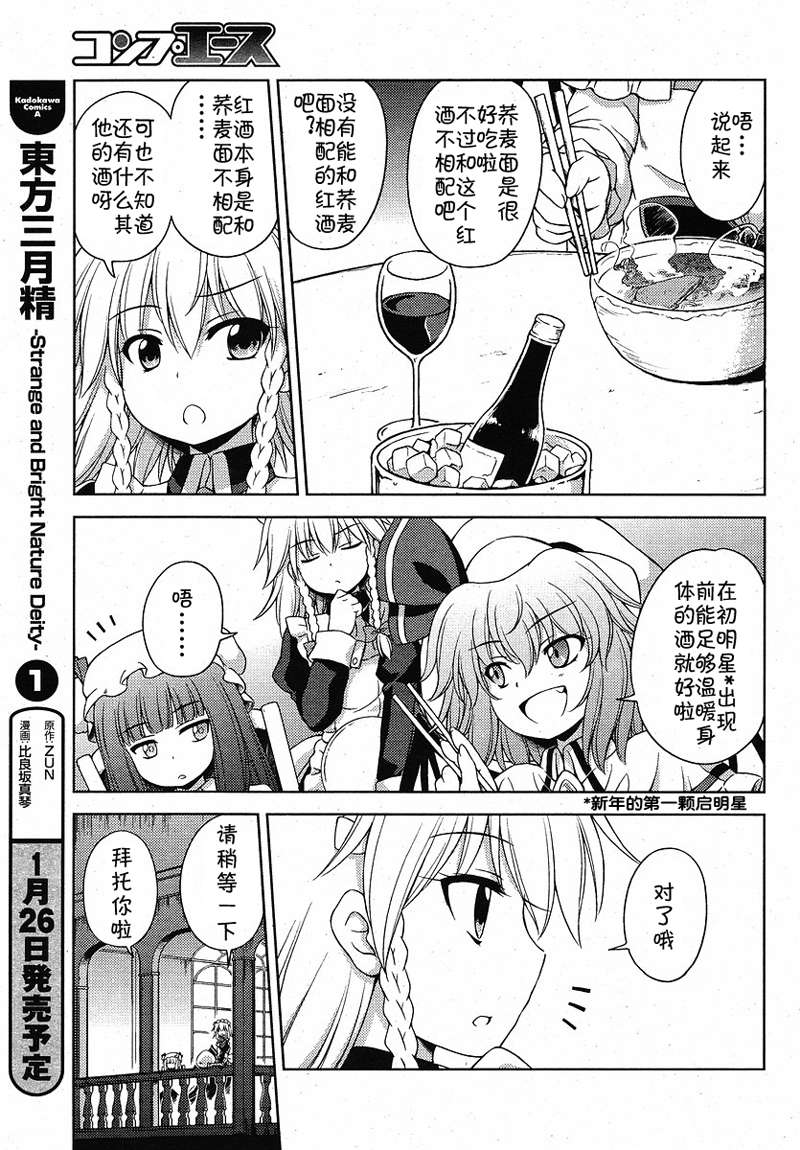 コンプエース
Kadokawa
Comics
A
東方三月精
-Strange and Bright Nature Deity-
1
原作:ZUN
漫画:比良坂真琴
1月26日発売予定
唔…
说起来
荞麦面是很
好吃啦
不过和这个红
酒不相配吧
没有能和荞麦
面相配的红酒
吧?
红酒本身是和
荞麦面不相配
……
可也不知道
还有什么其
他的酒呀
在初明星*出现
前能足够温暖身
体的酒就好啦
*新年的第一颗启明星
唔……
对了哦
请稍等一下
拜托你啦